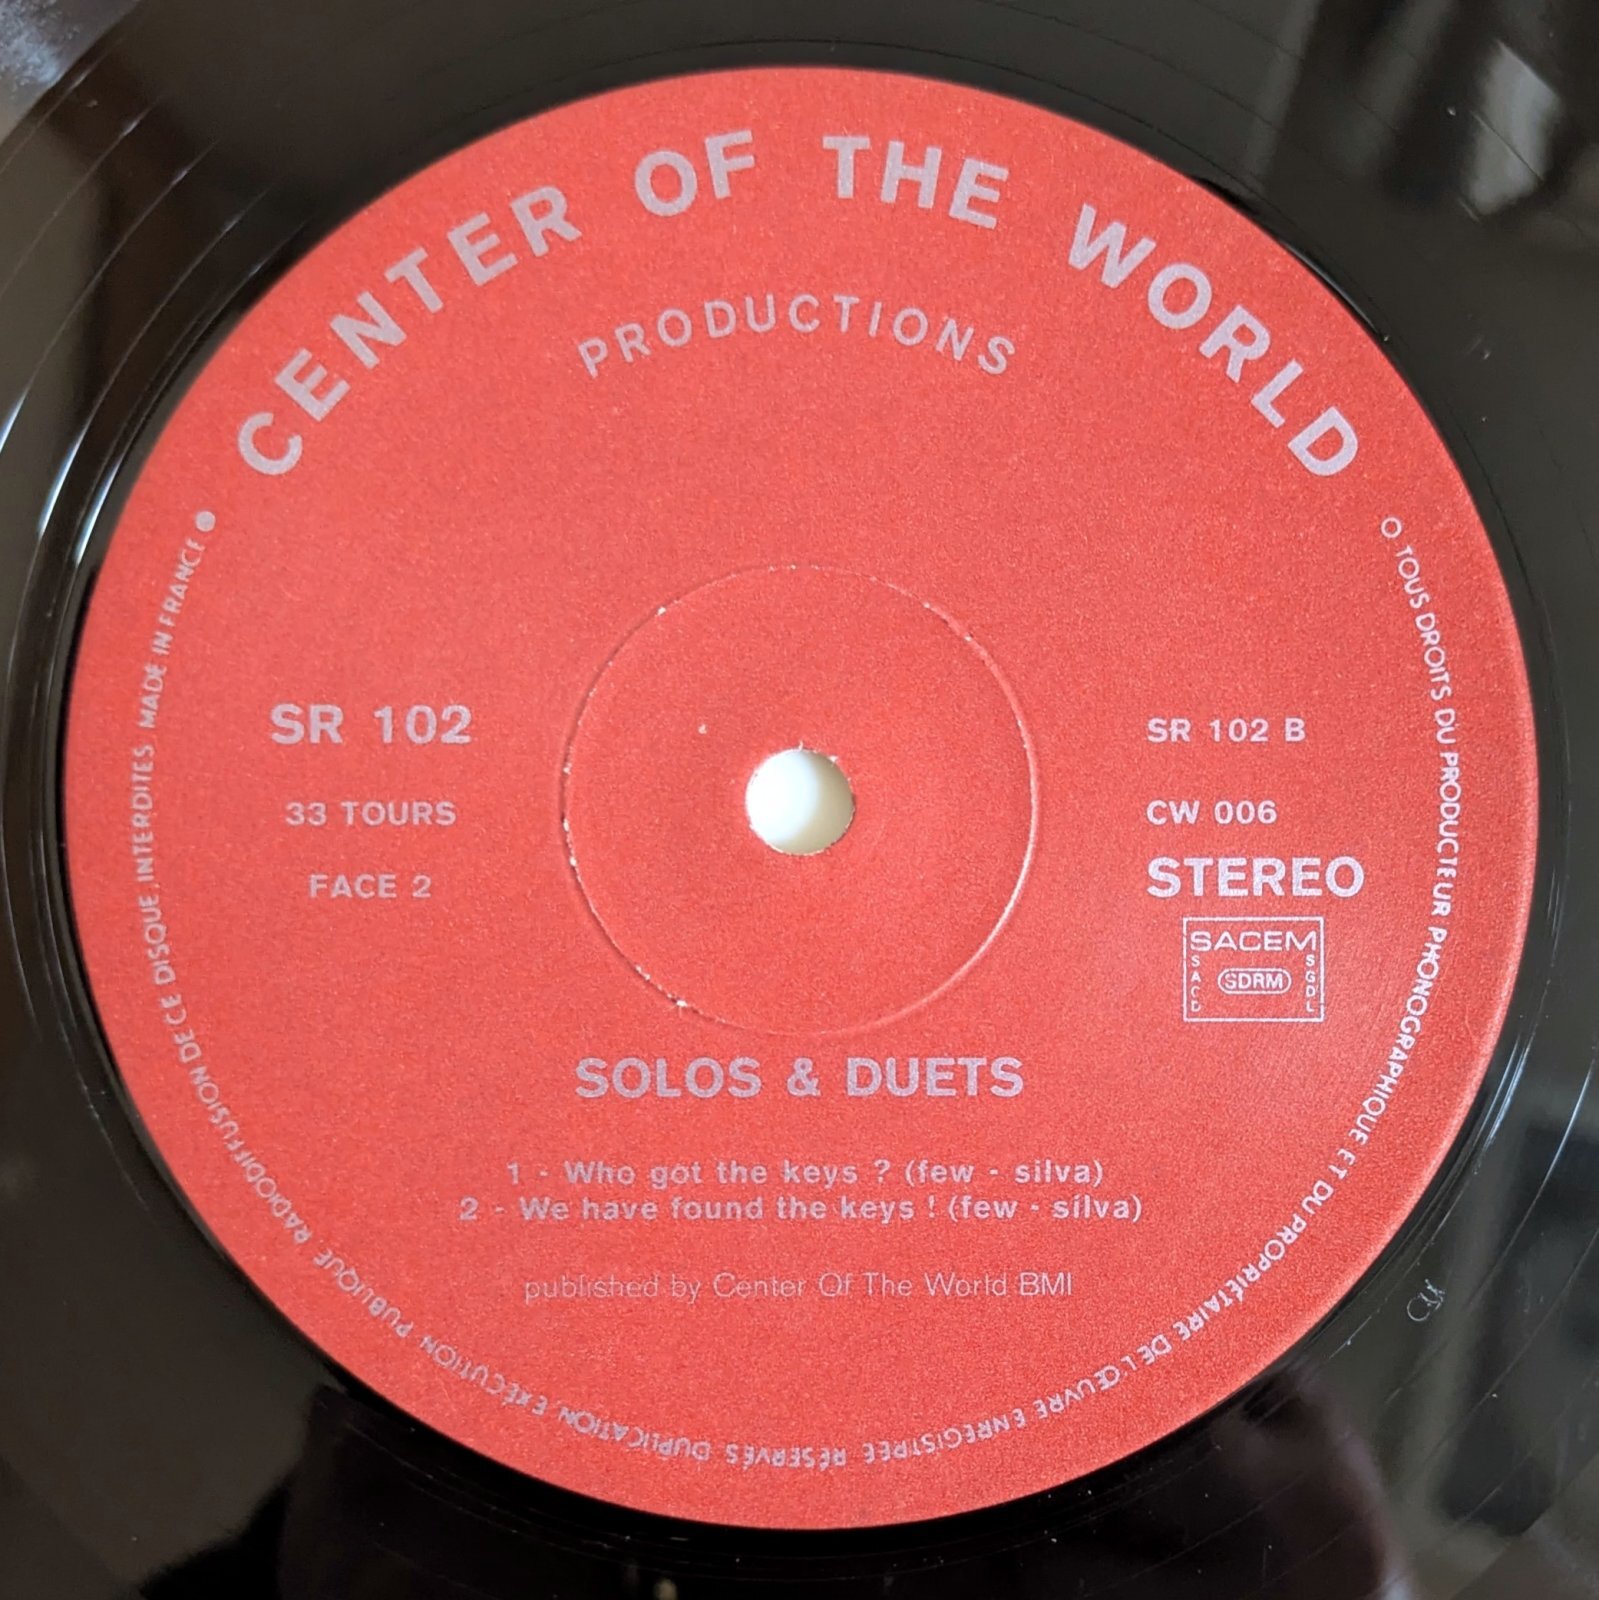 CENTER OF THE WORLD
PRODUCTIONS
SR 102
33 TOURS
FACE 2
SR 102 B
CW 006
STEREO
SACEM
SACD
SDRM
SGDL
SOLOS & DUETS
1 - Who got the keys ? (few - silva)
2 - We have found the keys ! (few - silva)
published by Center Of The World BMI
TOUS DROITS DU PRODUCTEUR PHONOGRAPHIQUE ET DU PROPRIÉTAIRE DE L'ŒUVRE ENREGISTRÉE RÉSERVÉS DUPLICATION, EXÉCUTION PUBLIQUE, RADIODIFFUSION DE CE DISQUE INTERDITES. MADE IN FRANCE